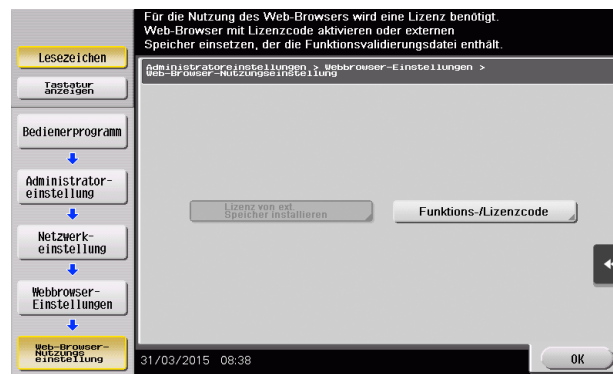 Für die Nutzung des Web-Browsers wird eine Lizenz benötigt.
Web-Browser mit Lizenzcode aktivieren oder externen
Speicher einsetzen, der die Funktionsvalidierungsdatei enthält.
Lesezeichen
Tastatur
anzeigen
Bedienerprogramm
Administrator-
einstellung
Netzwerk-
einstellung
Webbrowser-
Einstellungen
Web-Browser-
Nutzungs
einstellung
Administratoreinstellungen > Webbrowser-Einstellungen >
Web-Browser-Nutzungseinstellung
Lizenz von ext.
Speicher installieren
Funktions-/Lizenzcode
31/03/2015 08:38
OK